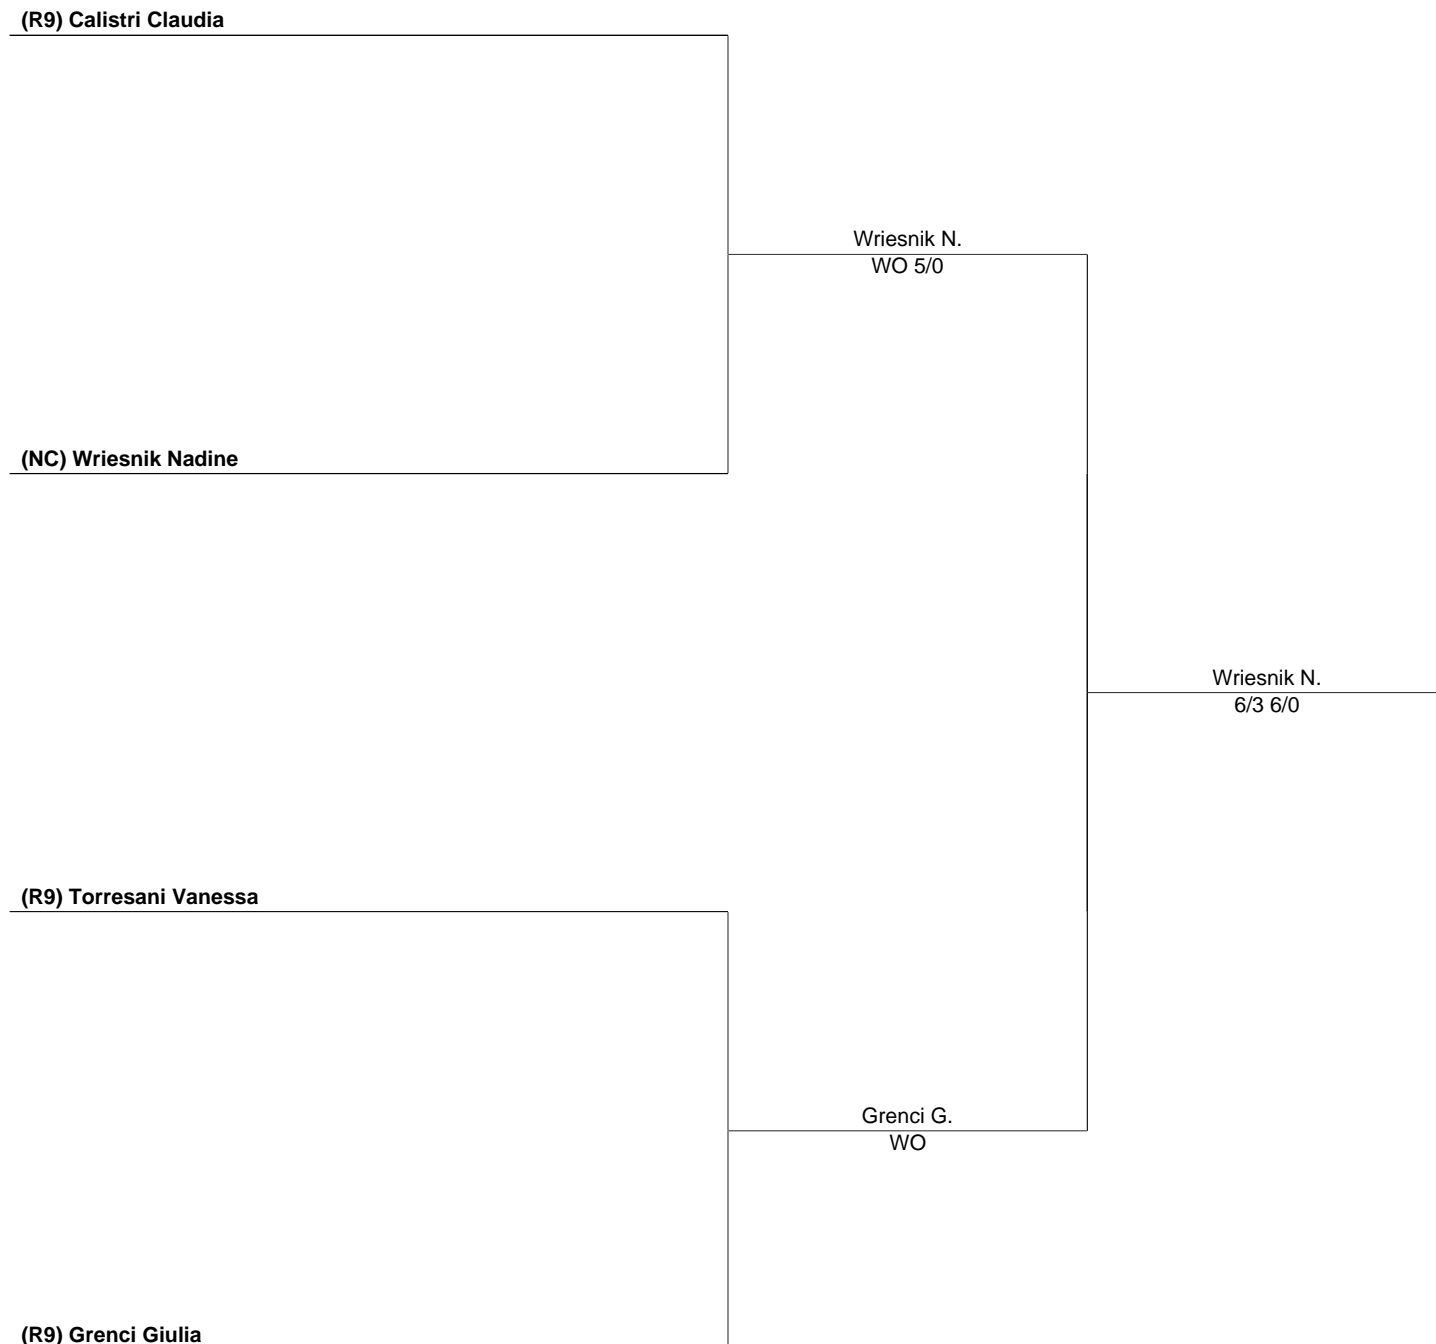 (R9) Calistri Claudia
Wriesnik N.
WO 5/0
(NC) Wriesnik Nadine
Wriesnik N.
6/3 6/0
(R9) Torresani Vanessa
Grenci G.
WO
(R9) Grenci Giulia